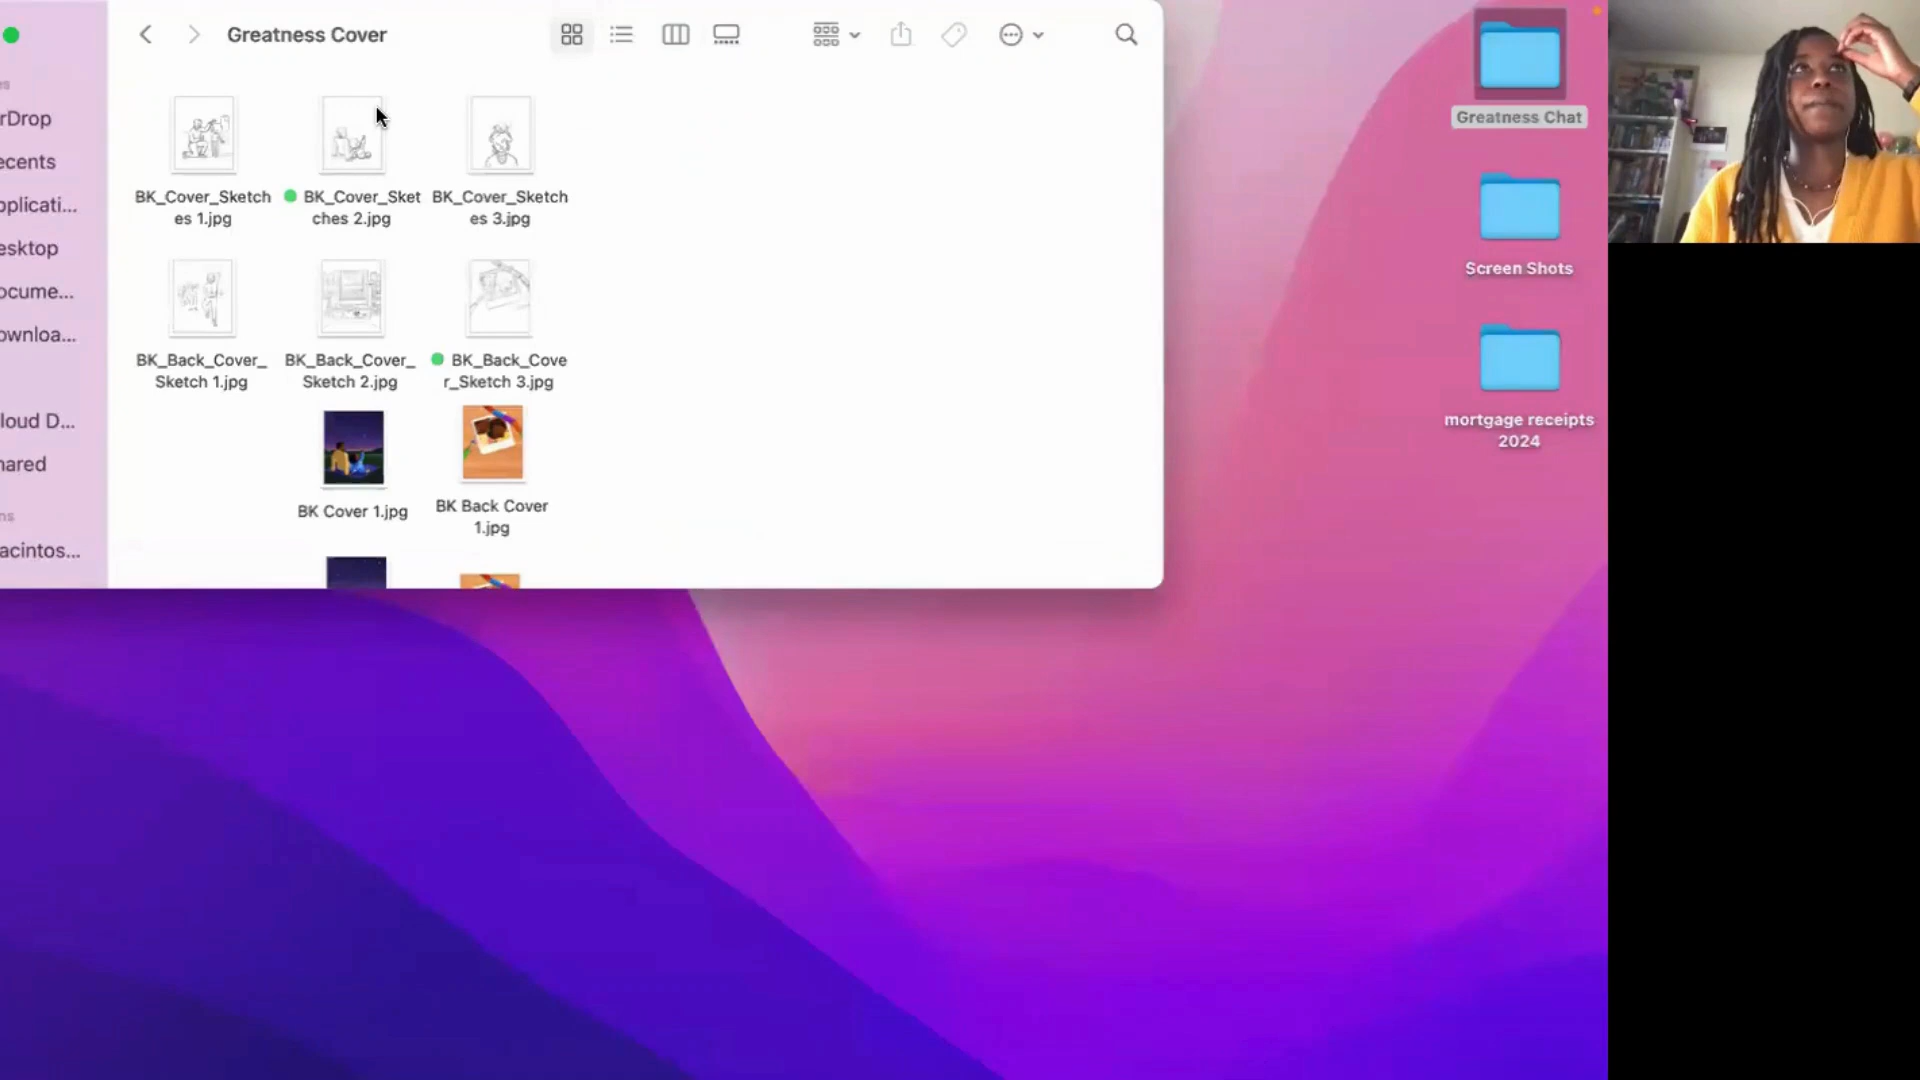 Greatness Cover
Greatness Chat
Screen Shots
mortgage receipts
2024
s
rDrop
ecents
pplicati...
esktop
ocume...
ownloa...
loud D...
hared
ns
acintos...
BK_Cover_Sketch
es 1.jpg
BK_Cover_Sket
ches 2.jpg
BK_Cover_Sketch
es 3.jpg
BK_Back_Cover_
Sketch 1.jpg
BK_Back_Cover_
Sketch 2.jpg
BK_Back_Cove
r_Sketch 3.jpg
BK Cover 1.jpg
BK Back Cover
1.jpg